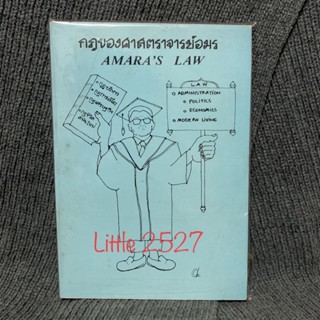 กฎของศาสตราจารย์อมร
AMARA'S LAW
LAW
ADMINISTRATION
POLITICS
ECONOMICS
MODERN LIVING
Little 2527